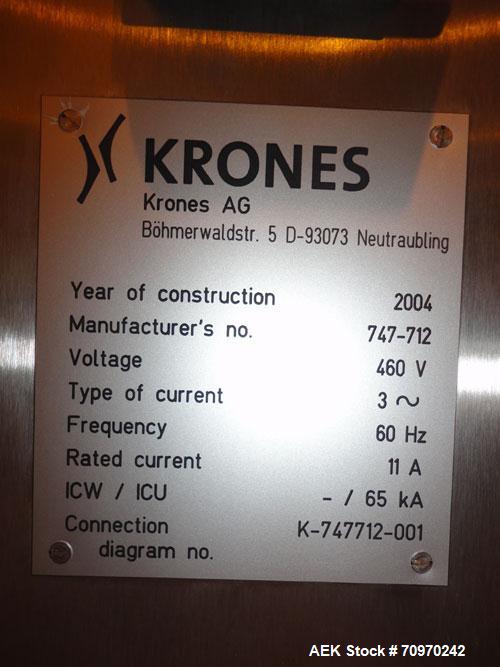 KRONES
Krones AG
Böhmerwaldstr. 5 D-93073 Neutraubling
Year of construction 2004
Manufacturer's no. 747-712
Voltage 460 V
Type of current 3 ~
Frequency 60 Hz
Rated current 11 A
ICW / ICU - / 65 kA
Connection K-747712-001
diagram no.
AEK Stock # 70970242